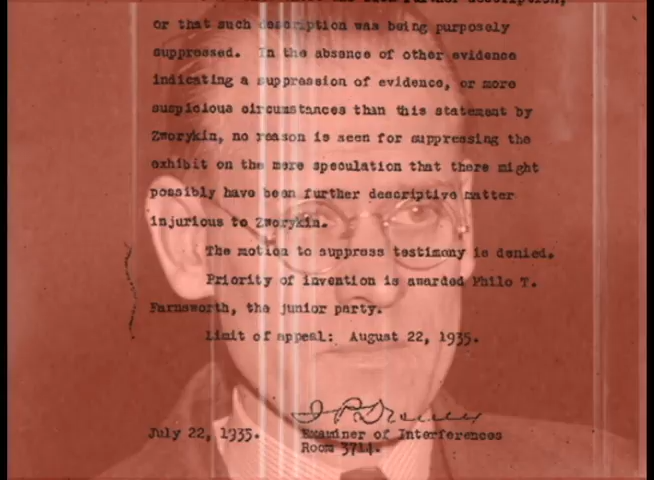 or that such description was being purposely
suppressed. In the absence of other evidence
indicating a suppression of evidence, or more
suspicious circumstances than this statement by
Zworykin, no reason is seen for suppressing the
exhibit on the mere speculation that there might
possibly have been further descriptive matter
injurious to Zworykin.
The motion to suppress testimony is denied.
Priority of invention is awarded Philo T.
Farnsworth, the junior party.
Limit of appeal: August 22, 1935.
July 22, 1935.
Examiner of Interferences
Room 3714.